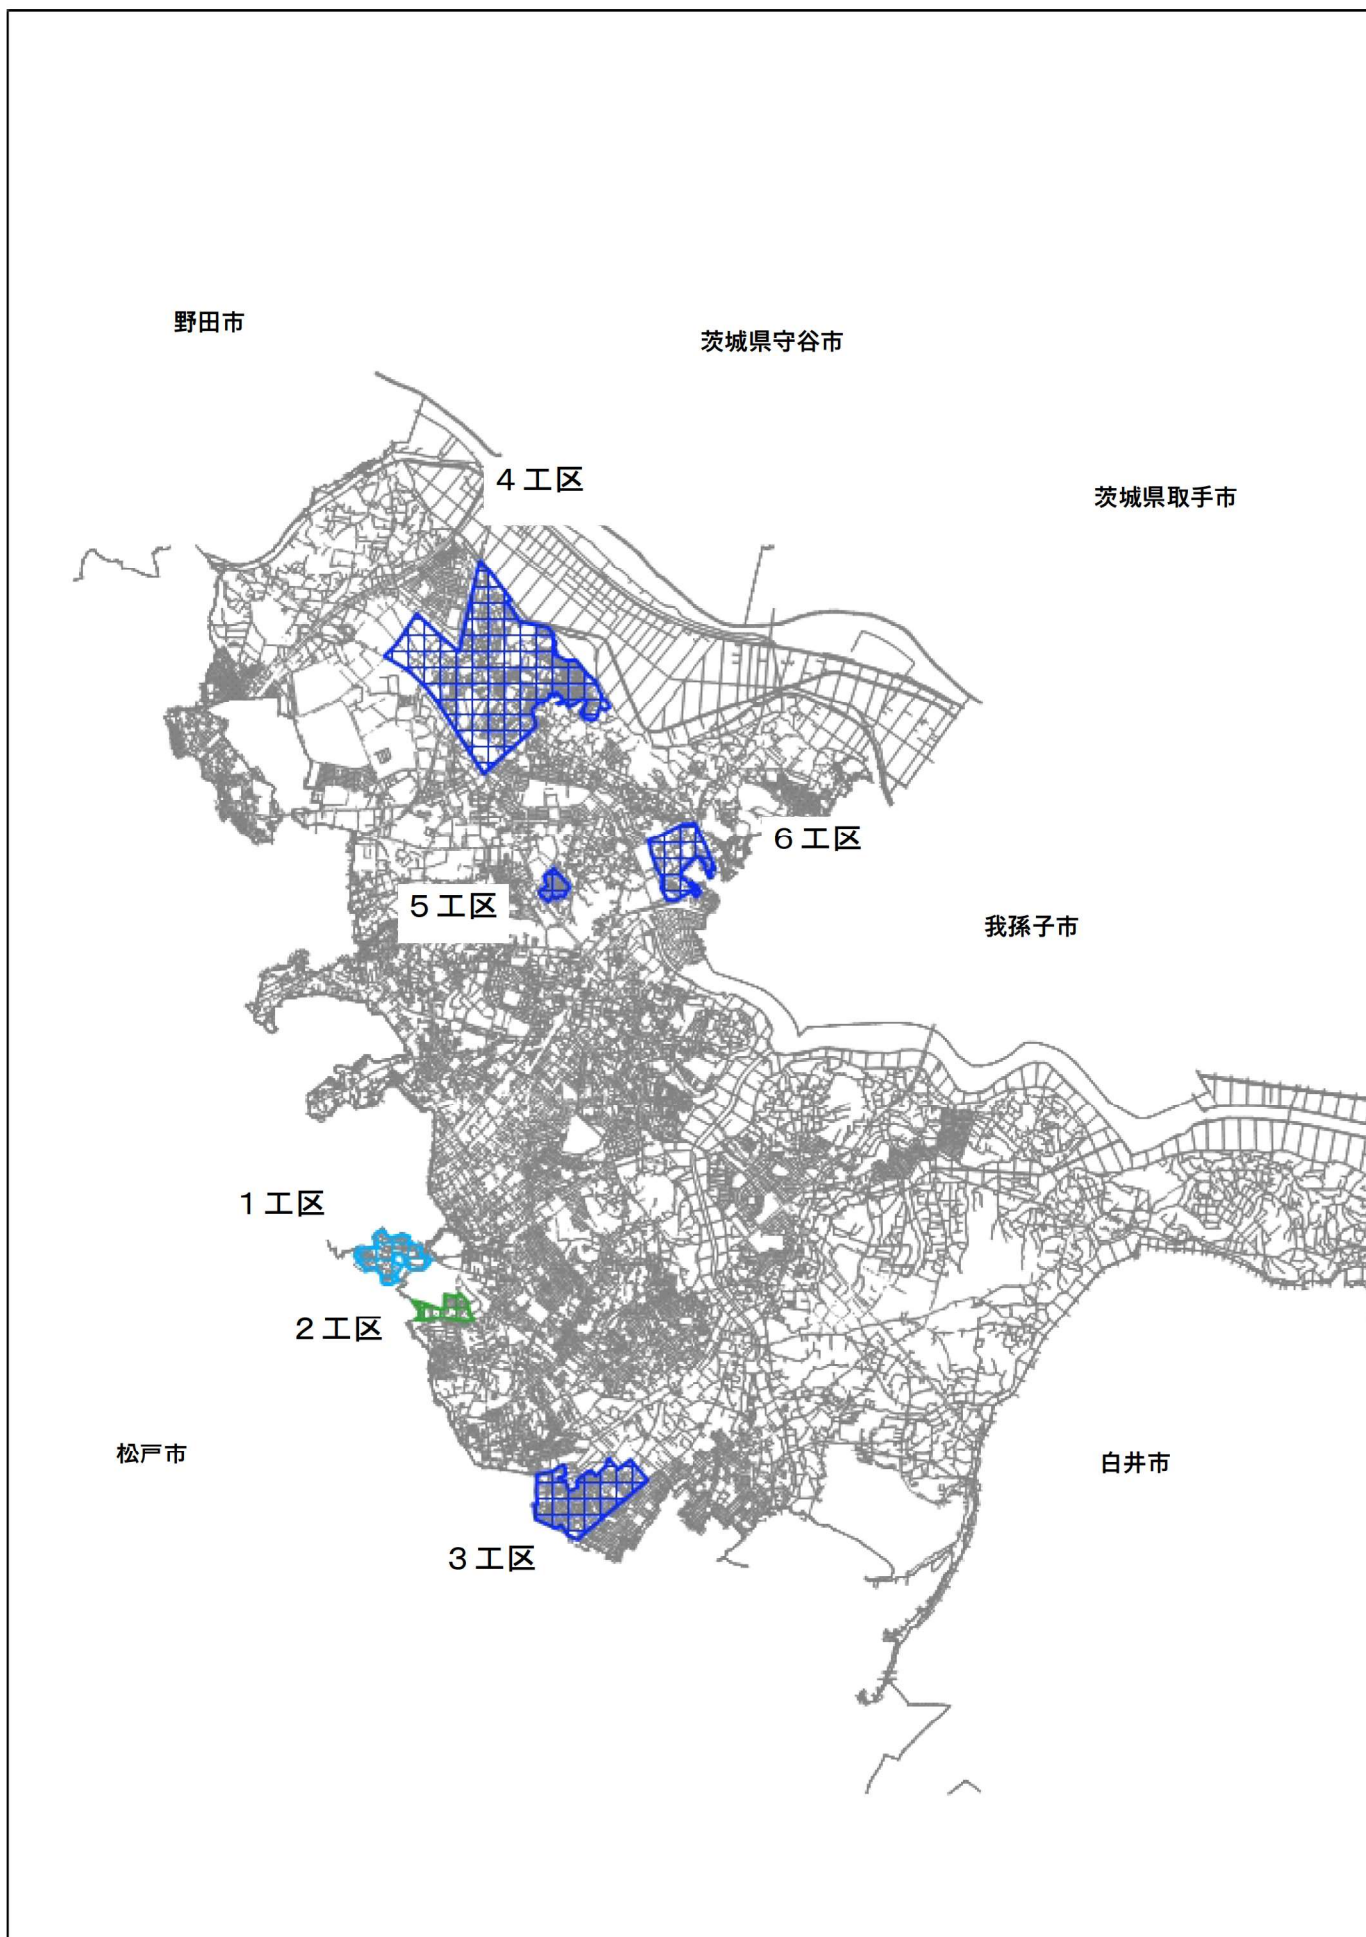 野田市
茨城県守谷市
４工区
茨城県取手市
６工区
５工区
我孫子市
１工区
２工区
松戸市
白井市
３工区